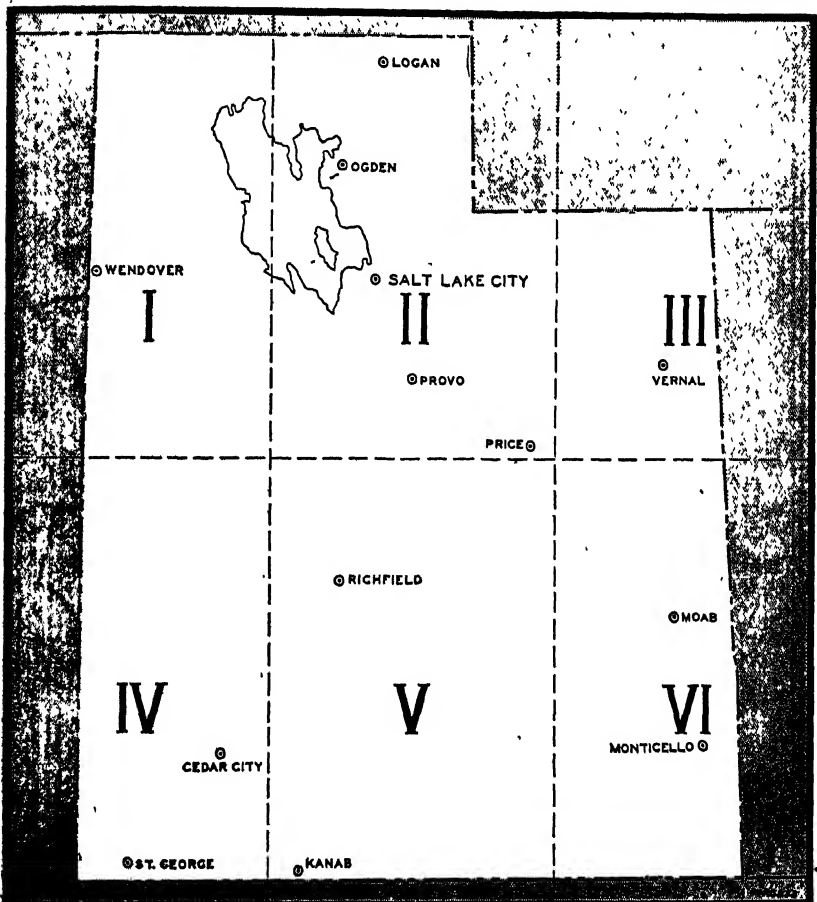 LOGAN
OGDEN
WENDOVER
SALT LAKE CITY
I
II
III
PROVO
VERNAL
PRICE
RICHFIELD
MOAB
IV
V
VI
MONTICELLO
CEDAR CITY
ST. GEORGE
KANAB